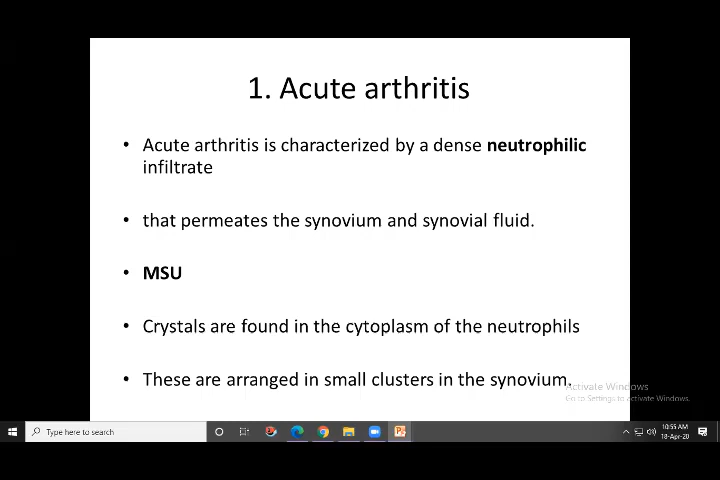 1. Acute arthritis
• Acute arthritis is characterized by a dense neutrophilic
infiltrate
• that permeates the synovium and synovial fluid.
• MSU
• Crystals are found in the cytoplasm of the neutrophils
• These are arranged in small clusters in the synovium.
Activate Windows
Go to Settings to activate Windows.
Type here to search
10:55 AM
18-Apr-20